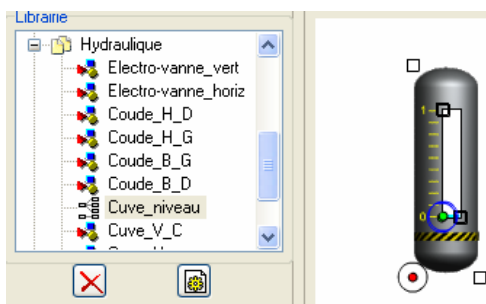 Librairie
Hydraulique
Electro-vanne_vert
Electro-vanne_horiz
Coude_H_D
Coude_H_G
Coude_B_G
Coude_B_D
Cuve_niveau
Cuve_V_C
1
0